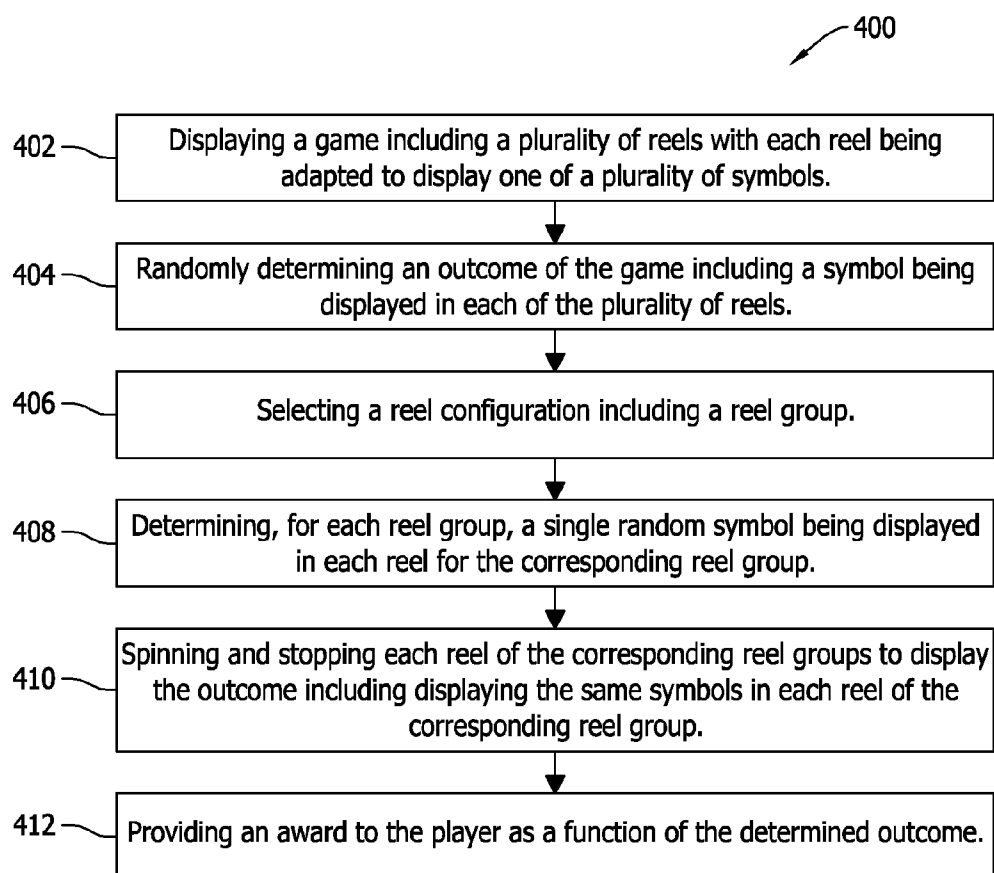 400
402
Displaying a game including a plurality of reels with each reel being
adapted to display one of a plurality of symbols.
404
Randomly determining an outcome of the game including a symbol being
displayed in each of the plurality of reels.
406
Selecting a reel configuration including a reel group.
408
Determining, for each reel group, a single random symbol being displayed
in each reel for the corresponding reel group.
410
Spinning and stopping each reel of the corresponding reel groups to display
the outcome including displaying the same symbols in each reel of the
corresponding reel group.
412
Providing an award to the player as a function of the determined outcome.